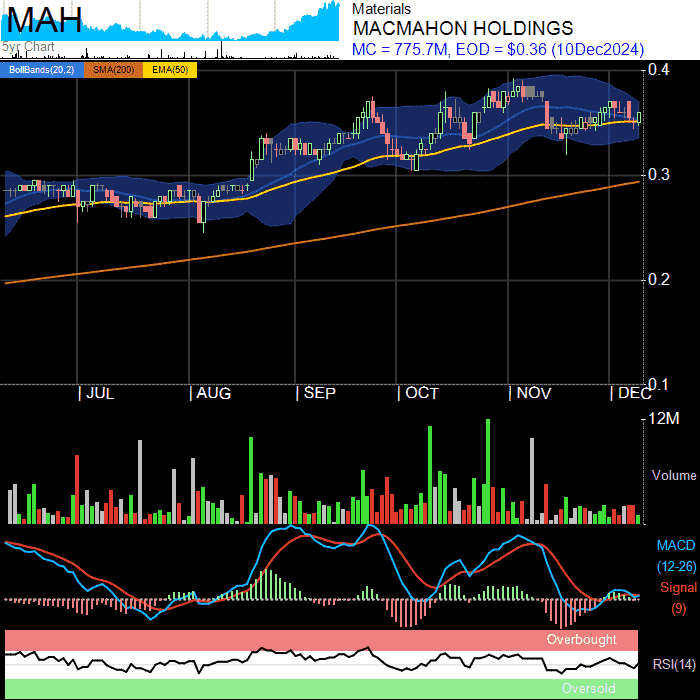 MAH
5yr Chart
Materials
MACMAHON HOLDINGS
MC = 775.7M, EOD = $0.36 (10Dec2024)
BollBands(20,2) SMA(200) EMA(50)
0.4
0.3
0.2
0.1
JUL AUG SEP OCT NOV DEC
12M
Volume
MACD
(12-26)
Signal
(9)
Overbought
RSI(14)
Oversold